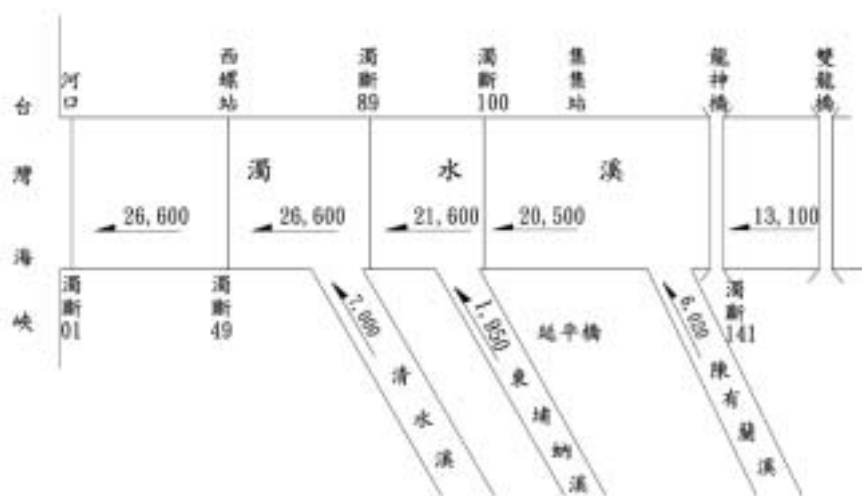 河口
西螺站
濁斷89
濁斷100
集集站
龍神橋
雙龍橋
台灣海峽
濁水溪
26,600
26,600
21,600
20,500
13,100
濁斷01
濁斷49
7,000
清水溪
1,850
東埔蚋溪
延平橋
6,020
陳有蘭溪
濁斷141